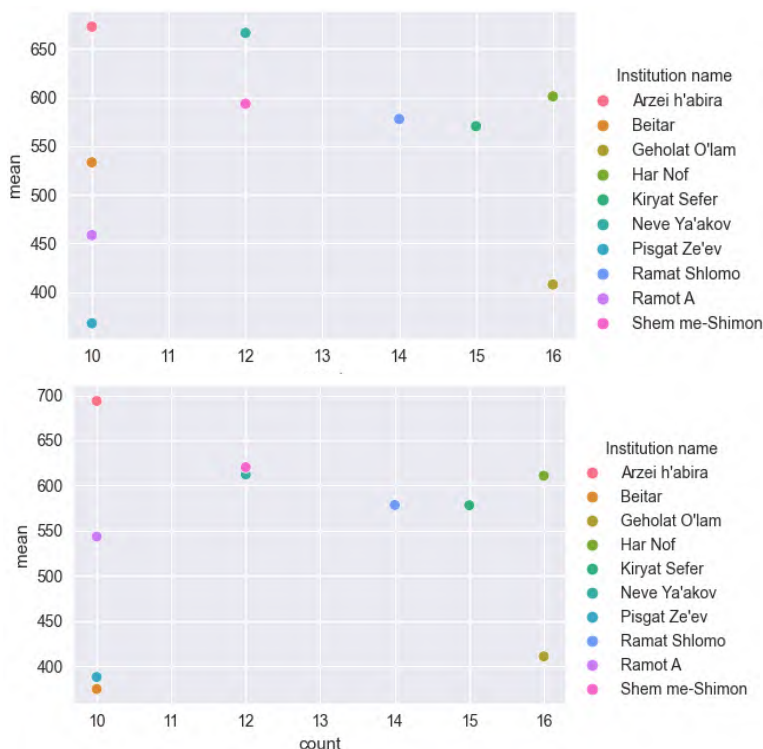 650
600
550
500
450
400
mean
10 11 12 13 14 15 16
Institution name
Arzei h'abira
Beitar
Geholat O'lam
Har Nof
Kiryat Sefer
Neve Ya'akov
Pisgat Ze'ev
Ramat Shlomo
Ramot A
Shem me-Shimon
700
650
600
550
500
450
400
mean
10 11 12 13 14 15 16
count
Institution name
Arzei h'abira
Beitar
Geholat O'lam
Har Nof
Kiryat Sefer
Neve Ya'akov
Pisgat Ze'ev
Ramat Shlomo
Ramot A
Shem me-Shimon